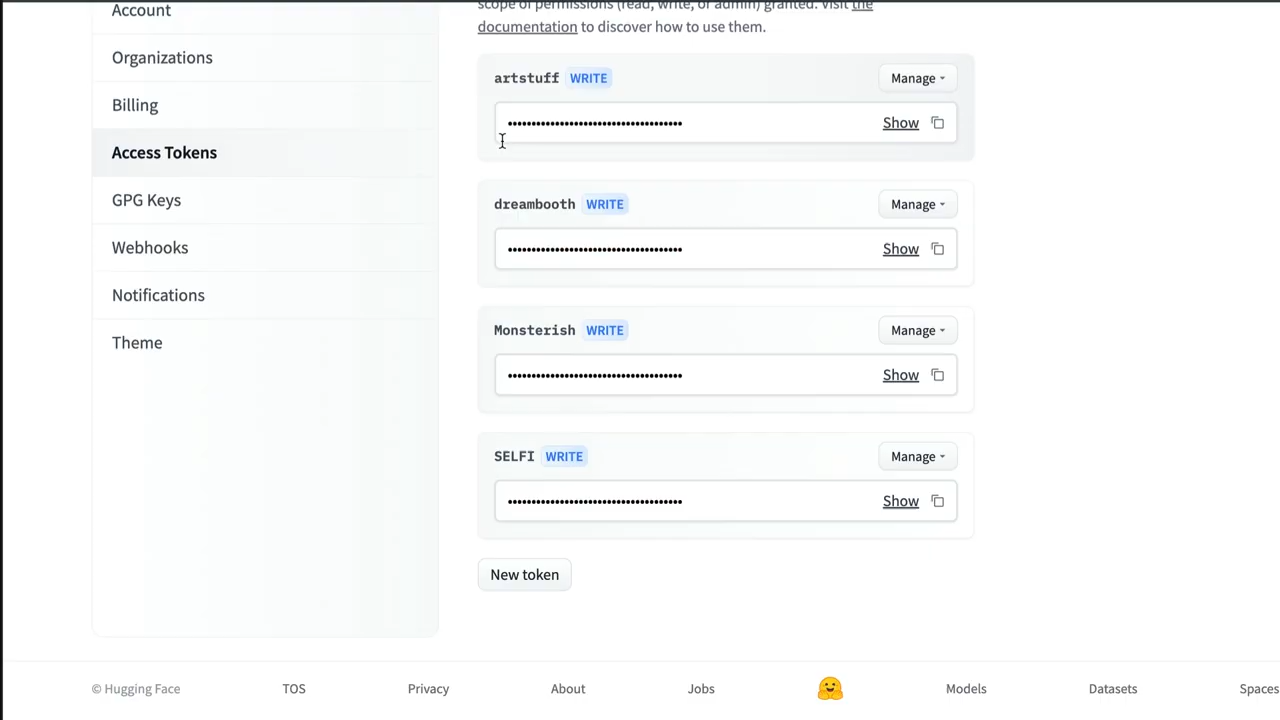 Account
Organizations
Billing
Access Tokens
GPG Keys
Webhooks
Notifications
Theme
scope of permissions (read, write, or admin) granted. Visit the
documentation to discover how to use them.
artstuff WRITE Manage
•••••••••••••••••••••••••••••••••••••
Show
dreambooth WRITE Manage
•••••••••••••••••••••••••••••••••••••
Show
Monsterish WRITE Manage
•••••••••••••••••••••••••••••••••••••
Show
SELFI WRITE Manage
•••••••••••••••••••••••••••••••••••••
Show
New token
© Hugging Face TOS Privacy About Jobs Models Datasets Spaces